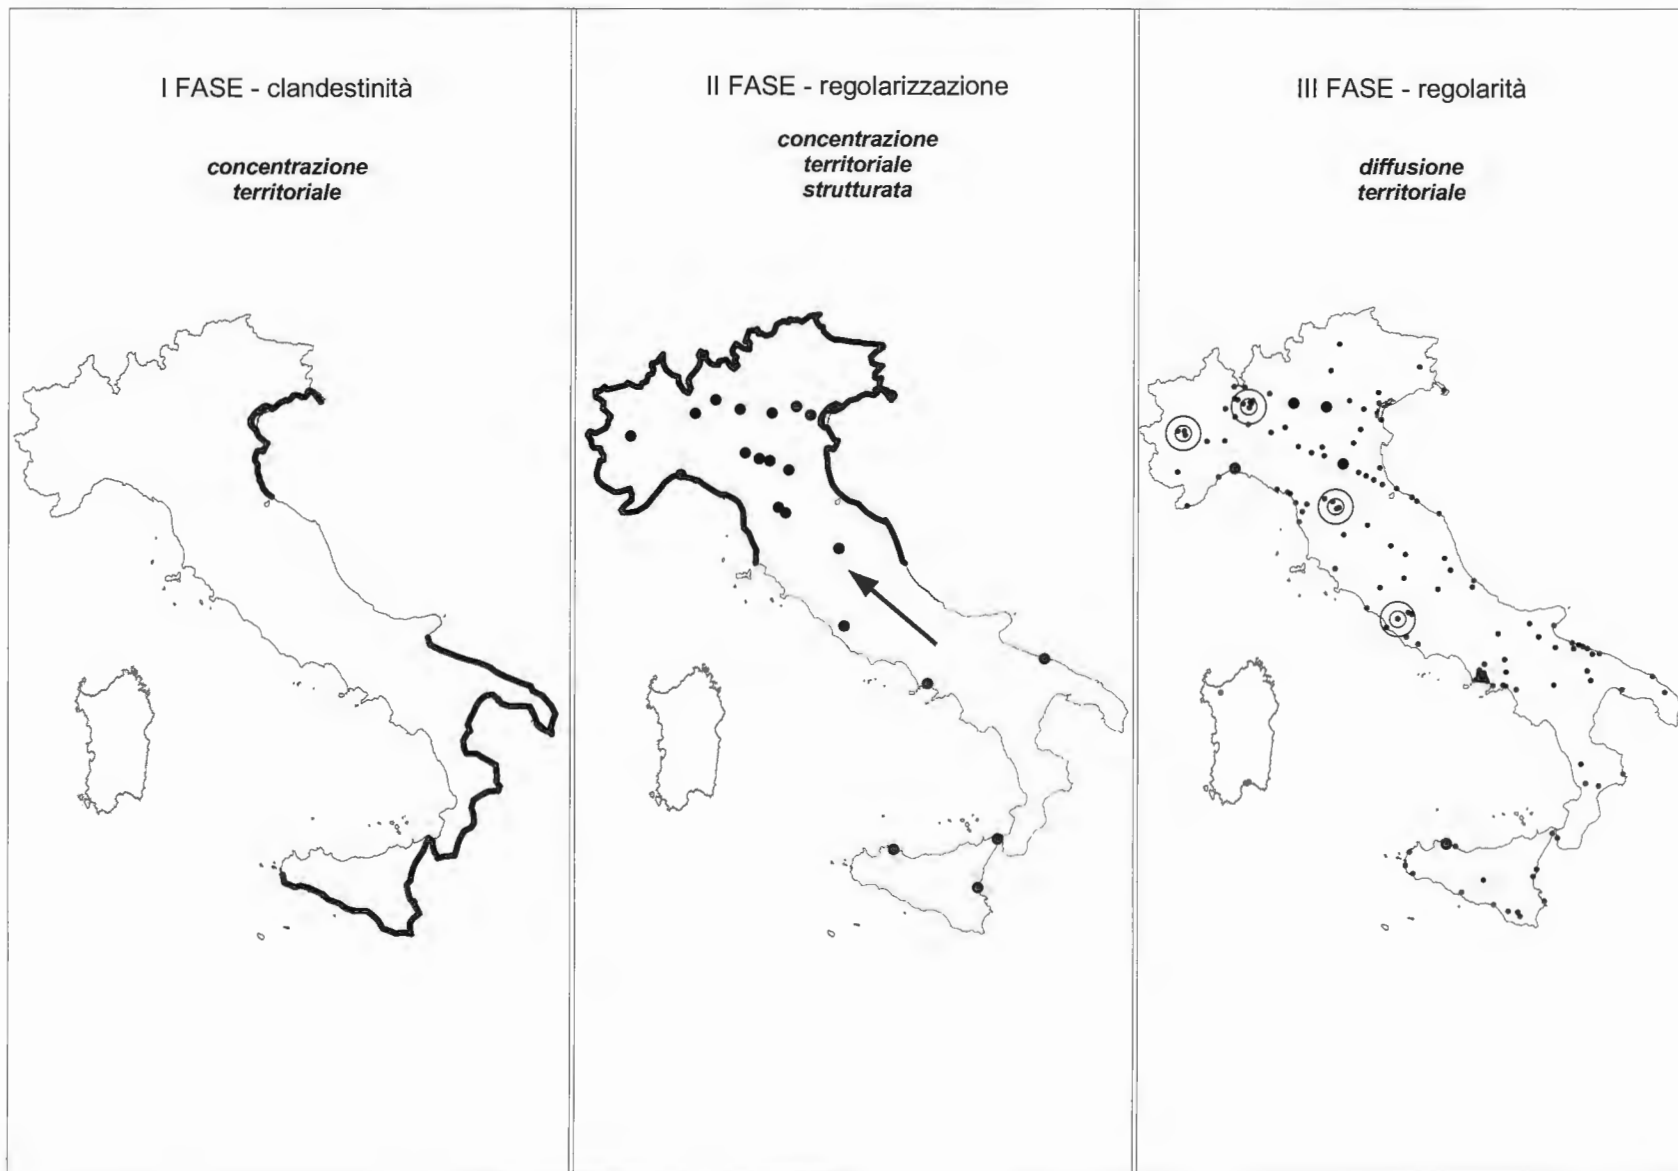 I FASE - clandestinità
concentrazione
territoriale
II FASE - regolarizzazione
concentrazione
territoriale
strutturata
III FASE - regolarità
diffusione
territoriale